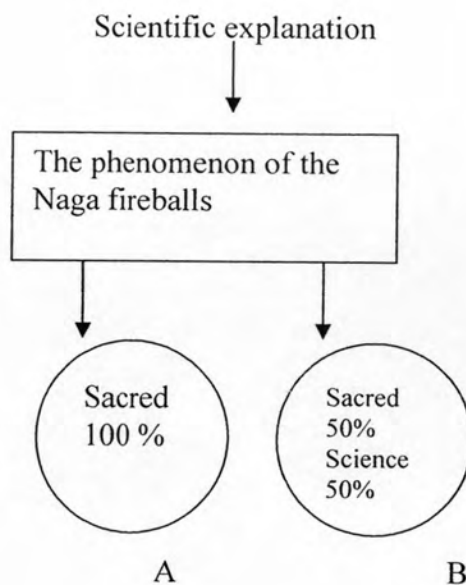 Scientific explanation
The phenomenon of the
Naga fireballs
Sacred
100 %
Sacred
50%
Science
50%
A
B